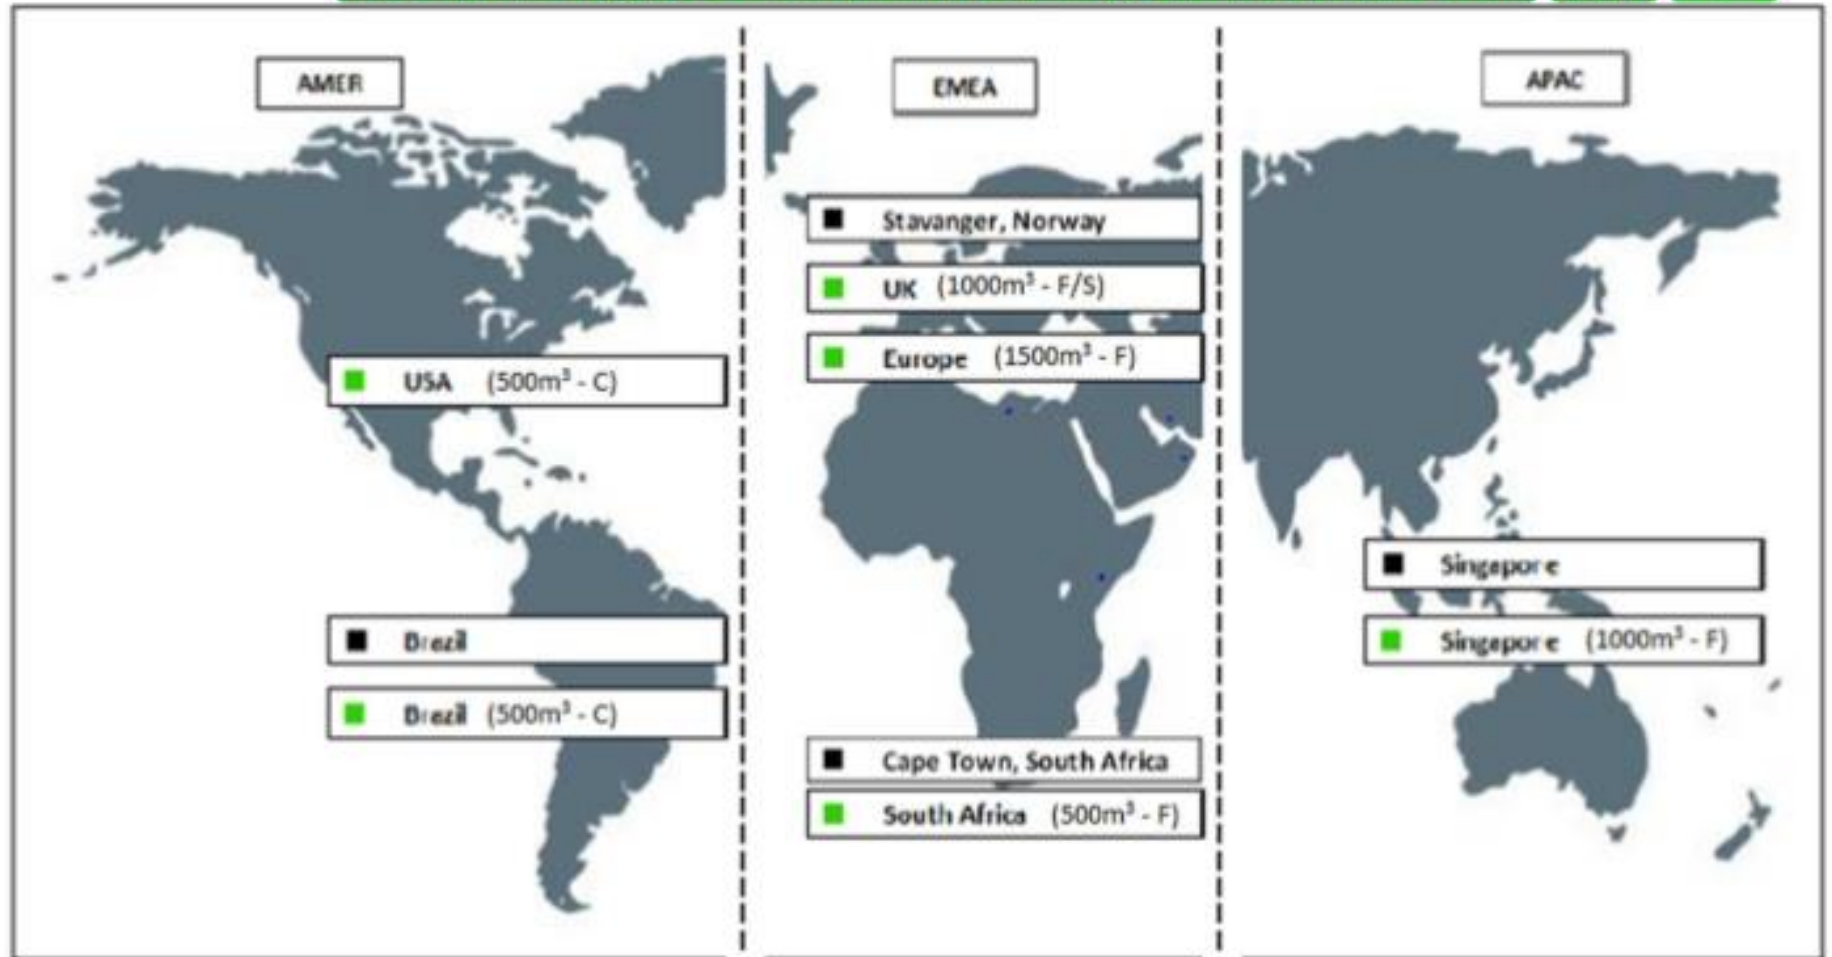 AMER
EMEA
APAC
USA (500m³ - C)
Brazil
Brazil (500m³ - C)
Stavanger, Norway
UK (1000m³ - F/S)
Europe (1500m³ - F)
Cape Town, South Africa
South Africa (500m³ - F)
Singapore
Singapore (1000m³ - F)